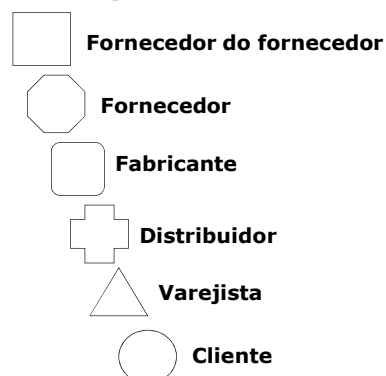 Fornecedor do fornecedor
Fornecedor
Fabricante
Distribuidor
Varejista
Cliente